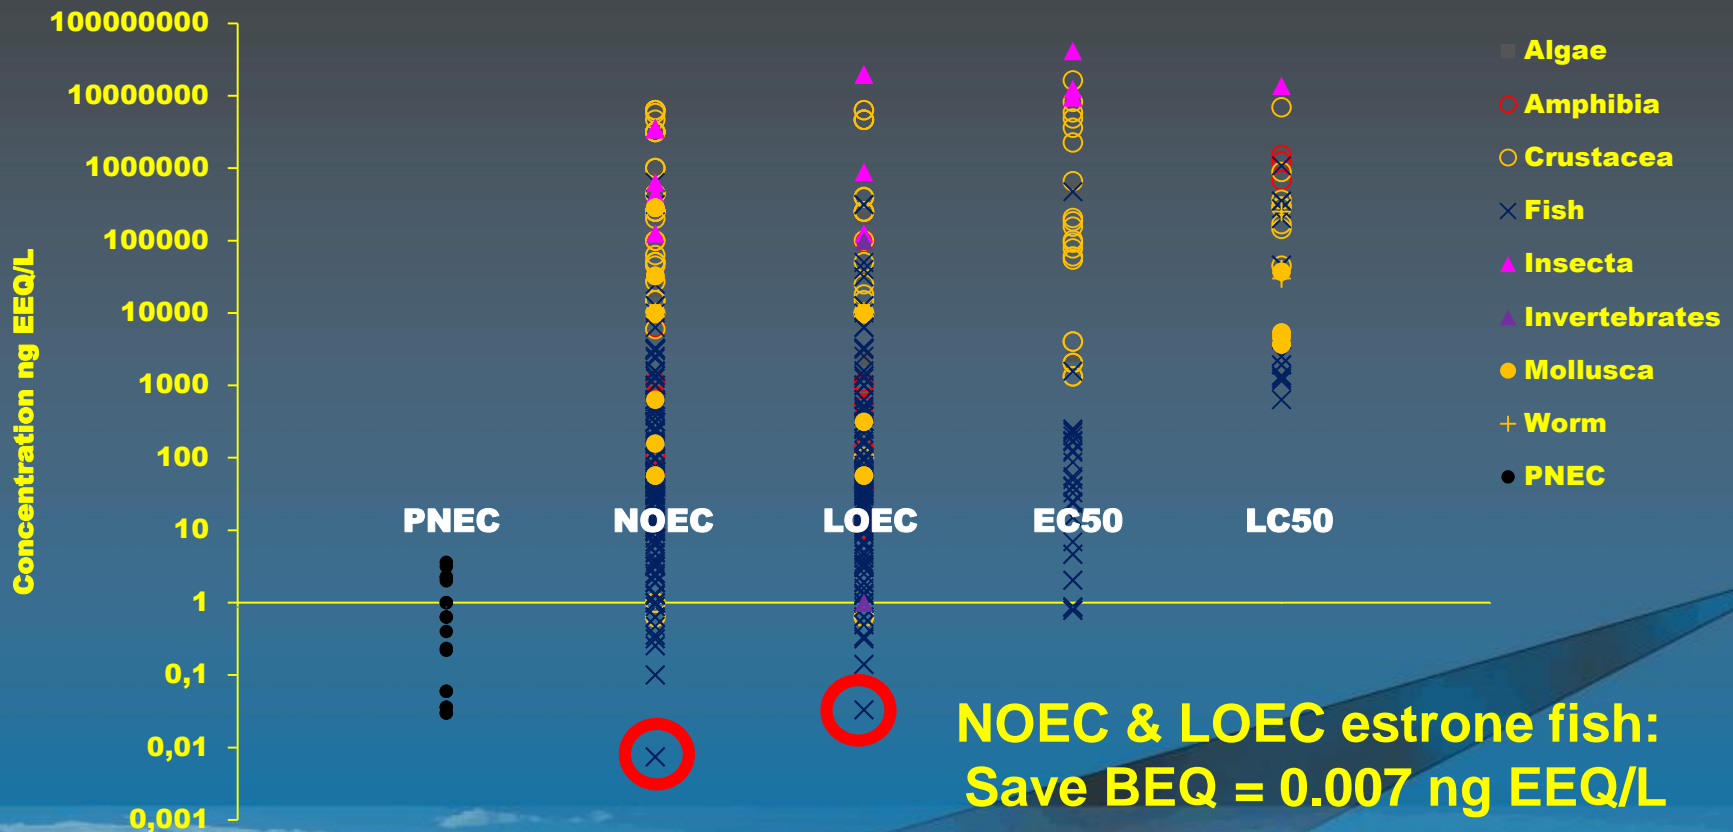 100000000
10000000
1000000
100000
10000
1000
100
10
1
0,1
0,01
0,001
Concentration ng EEQ/L
PNEC
NOEC
LOEC
EC50
LC50
Algae
Amphibia
Crustacea
Fish
Insecta
Invertebrates
Mollusca
Worm
PNEC
NOEC & LOEC estrone fish:
Save BEQ = 0.007 ng EEQ/L